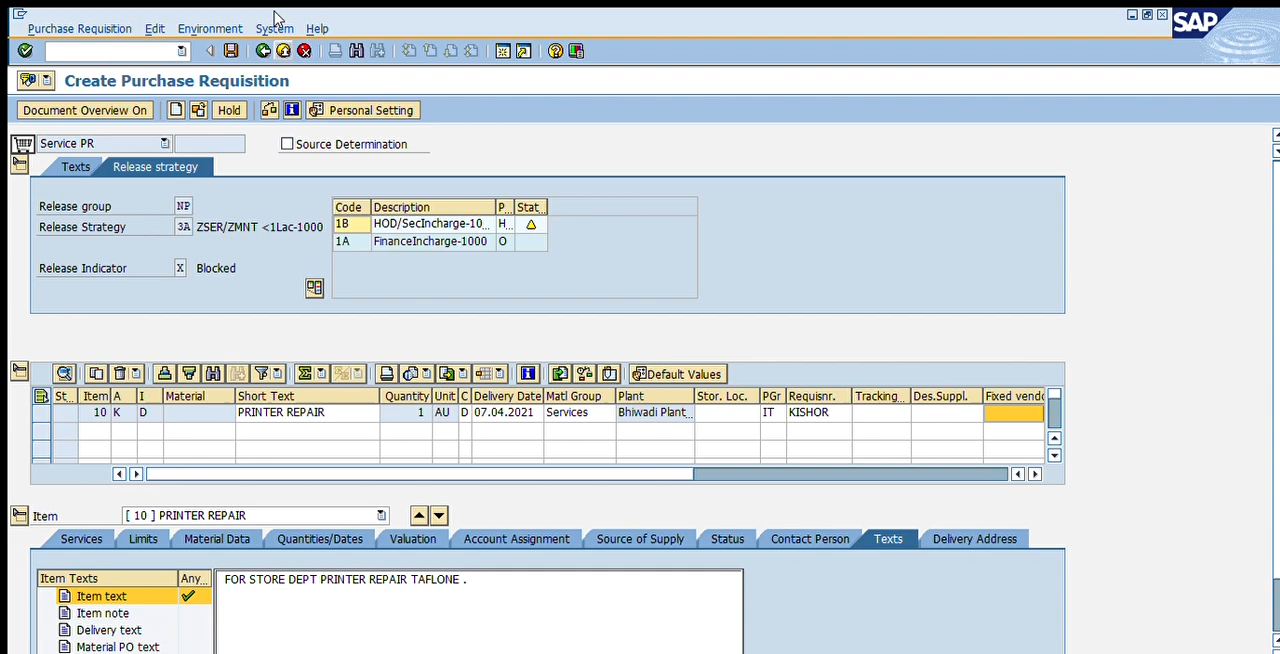 Purchase Requisition Edit Environment System Help
SAP
Create Purchase Requisition
Document Overview On Hold Personal Setting
Service PR Source Determination
Texts Release strategy
Release group NP
Release Strategy 3A ZSER/ZMNT <1Lac-1000
Release Indicator X Blocked
Code Description P... Stat...
1B HOD/SecIncharge-10... H...
1A FinanceIncharge-1000 O
Default Values
St... Item A I Material Short Text Quantity Unit C Delivery Date Matl Group Plant Stor. Loc. PGr Requisnr. Tracking... Des.Suppl. Fixed vendo
10 K D PRINTER REPAIR 1 AU D 07.04.2021 Services Bhiwadi Plant... IT KISHOR
Item [ 10 ] PRINTER REPAIR
Services Limits Material Data Quantities/Dates Valuation Account Assignment Source of Supply Status Contact Person Texts Delivery Address
Item Texts Any...
FOR STORE DEPT PRINTER REPAIR TAFLONE .
Item text
Item note
Delivery text
Material PO text